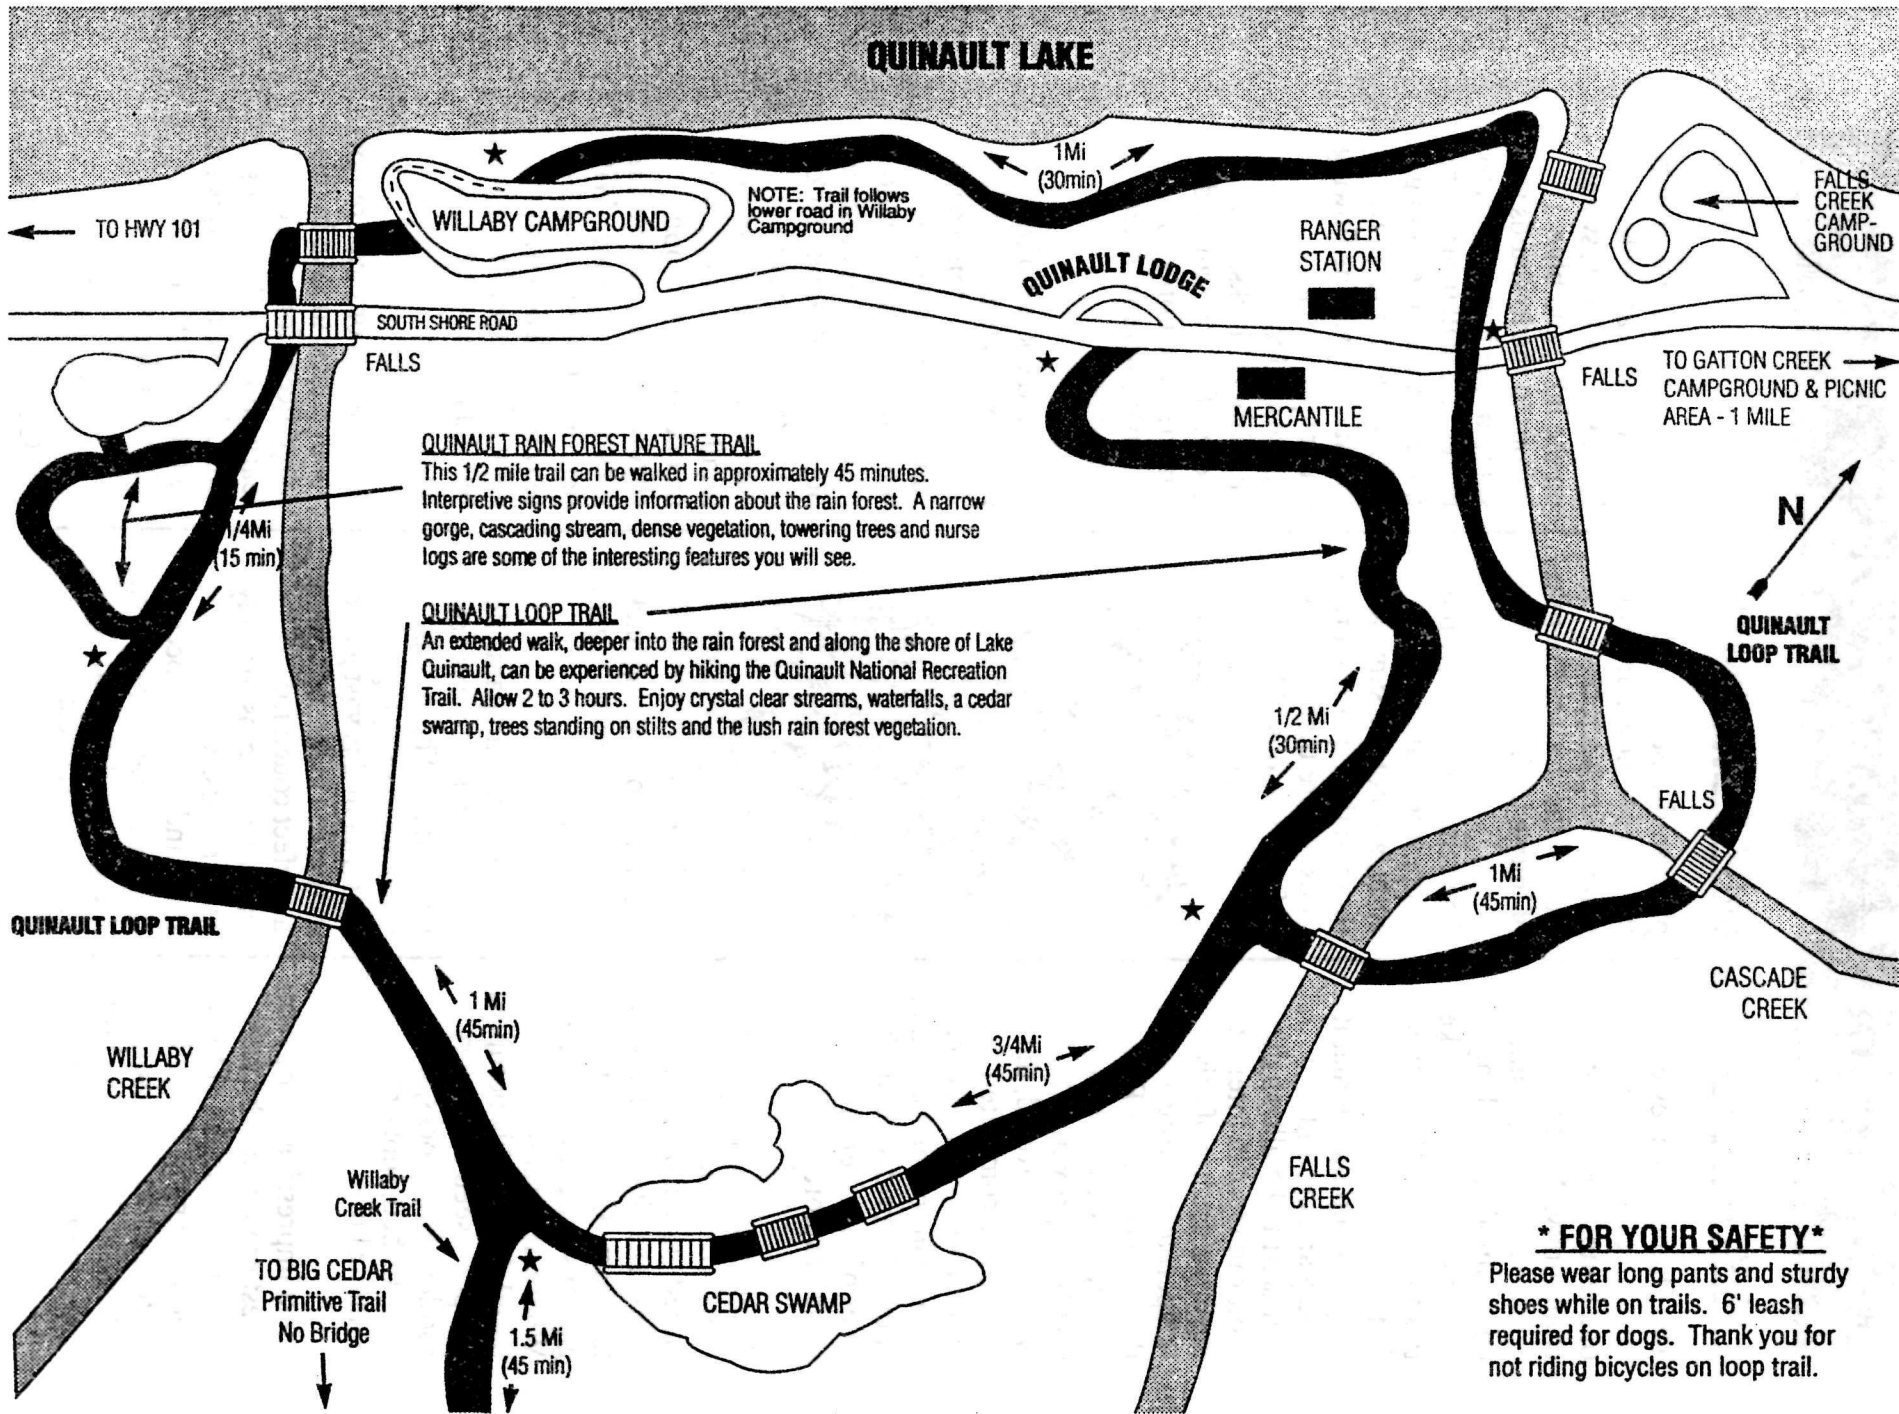 QUINAULT LAKE
TO HWY 101
WILLABY CAMPGROUND
NOTE: Trail follows
lower road in Willaby
Campground
1Mi
(30min)
RANGER
STATION
QUINAULT LODGE
FALLS
CREEK
CAMP-
GROUND
SOUTH SHORE ROAD
FALLS
MERCANTILE
FALLS
TO GATTON CREEK
CAMPGROUND & PICNIC
AREA - 1 MILE
QUINAULT RAIN FOREST NATURE TRAIL
This 1/2 mile trail can be walked in approximately 45 minutes.
Interpretive signs provide information about the rain forest. A narrow
gorge, cascading stream, dense vegetation, towering trees and nurse
logs are some of the interesting features you will see.
1/4Mi
(15 min)
N
QUINAULT LOOP TRAIL
An extended walk, deeper into the rain forest and along the shore of Lake
Quinault, can be experienced by hiking the Quinault National Recreation
Trail. Allow 2 to 3 hours. Enjoy crystal clear streams, waterfalls, a cedar
swamp, trees standing on stilts and the lush rain forest vegetation.
QUINAULT
LOOP TRAIL
1/2 Mi
(30min)
FALLS
1Mi
(45min)
QUINAULT LOOP TRAIL
CASCADE
CREEK
1 Mi
(45min)
3/4Mi
(45min)
WILLABY
CREEK
Willaby
Creek Trail
FALLS
CREEK
TO BIG CEDAR
Primitive Trail
No Bridge
CEDAR SWAMP
1.5 Mi
(45 min)
* FOR YOUR SAFETY*
Please wear long pants and sturdy
shoes while on trails. 6' leash
required for dogs. Thank you for
not riding bicycles on loop trail.